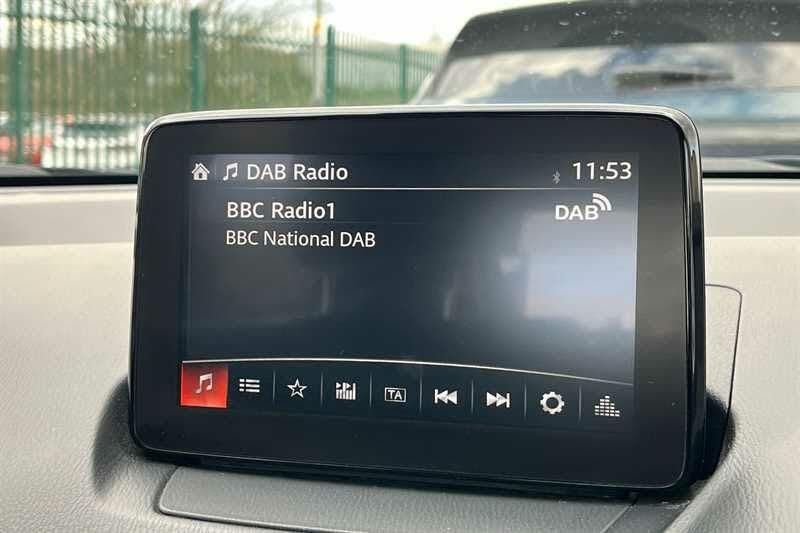 DAB Radio 11:53
BBC Radio1 DAB
BBC National DAB
TA